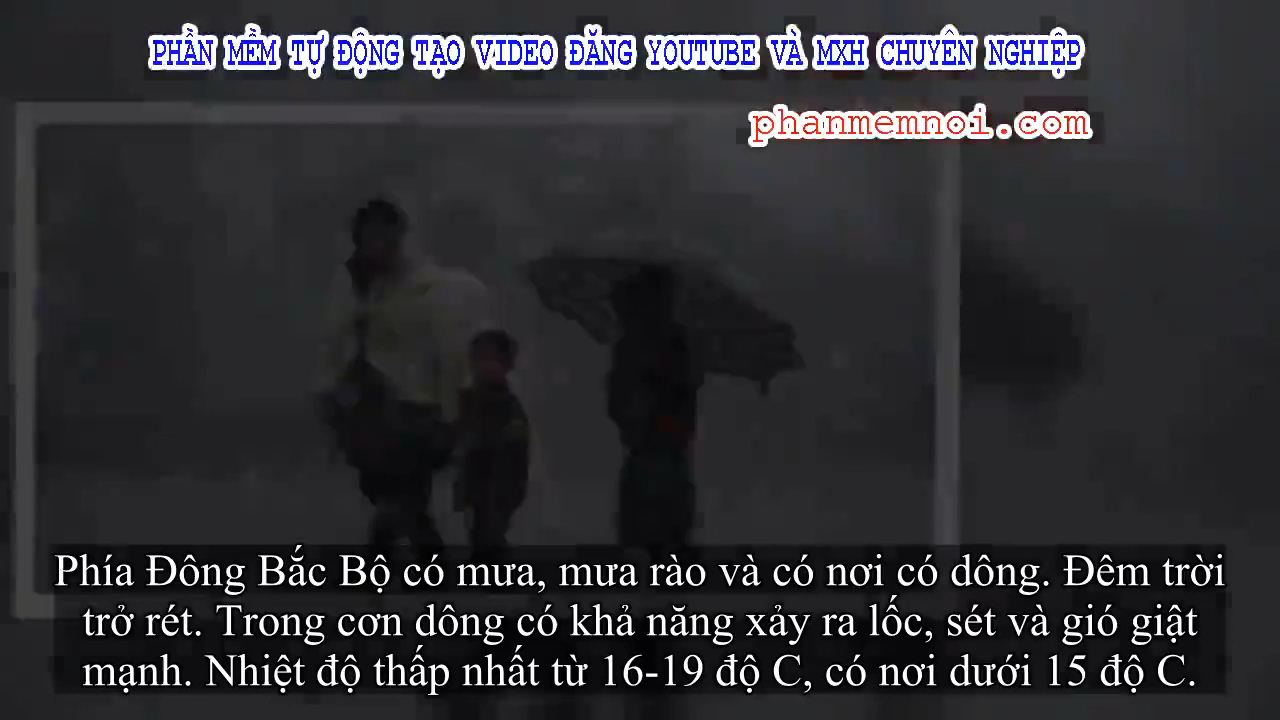 PHẦN MỀM TỰ ĐỘNG TẠO VIDEO ĐĂNG YOUTUBE VÀ MXH CHUYÊN NGHIỆP
phanmemnoi.com
Phía Đông Bắc Bộ có mưa, mưa rào và có nơi có dông. Đêm trời
trở rét. Trong cơn dông có khả năng xảy ra lốc, sét và gió giật
mạnh. Nhiệt độ thấp nhất từ 16-19 độ C, có nơi dưới 15 độ C.